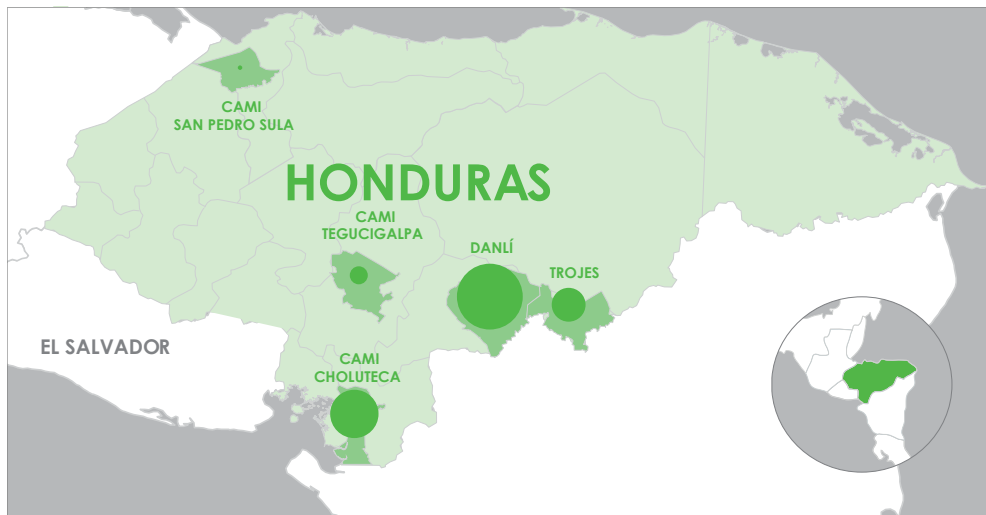 CAMI
SAN PEDRO SULA
HONDURAS
CAMI
TEGUCIGALPA
DANLÍ
TROJES
EL SALVADOR
CAMI
CHOLUTECA